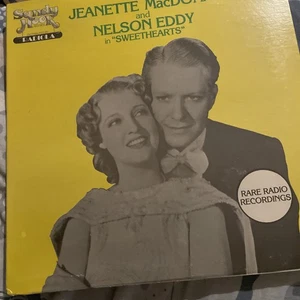 Sandy Hook
RADIOLA
JEANETTE MacDON
and
NELSON EDDY
in "SWEETHEARTS"
RARE RADIO
RECORDINGS